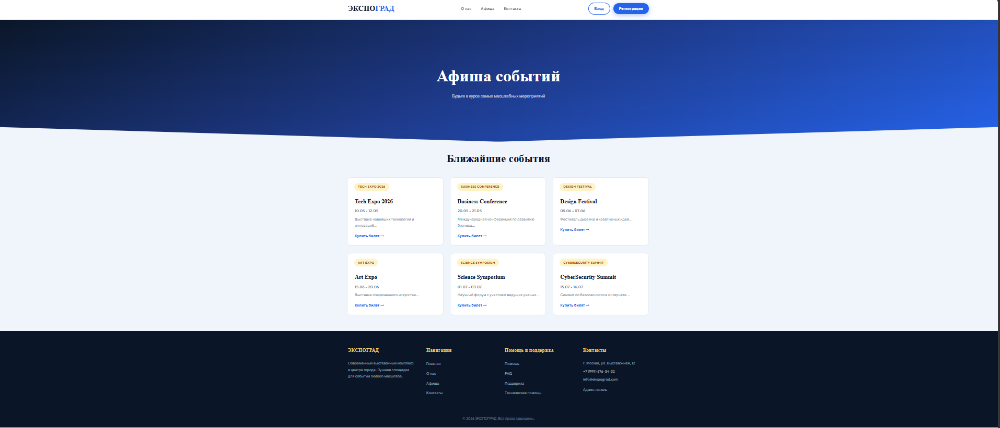 ЭКСПОГРАД
О нас
Афиша
Контакты
Вход
Регистрация
Афиша событий
Будьте в курсе самых масштабных мероприятий
Ближайшие события
TECH EXPO 2026
Tech Expo 2026
10.05 - 12.05
Выставка новейших технологий и
инноваций...
Купить билет →
BUSINESS CONFERENCE
Business Conference
20.05 - 21.05
Международная конференция по развитию
бизнеса...
Купить билет →
DESIGN FESTIVAL
Design Festival
05.06 - 07.06
Фестиваль дизайна и креативных идей...
Купить билет →
ART EXPO
Art Expo
15.06 - 20.06
Выставка современного искусства...
Купить билет →
SCIENCE SYMPOSIUM
Science Symposium
01.07 - 03.07
Научный форум с участием ведущих ученых...
Купить билет →
CYBERSECURITY SUMMIT
CyberSecurity Summit
15.07 - 16.07
Саммит по безопасности в интернете...
Купить билет →
ЭКСПОГРАД
Современный выставочный комплекс
в центре города. Лучшая площадка
для событий любого масштаба.
Навигация
Главная
О нас
Афиша
Контакты
Помощь и поддержка
Помощь
FAQ
Поддержка
Техническая помощь
Контакты
г. Москва, ул. Выставочная, 12
+7 (999) 876-54-32
info@ekspograd.com
Админ-панель
© 2026 ЭКСПОГРАД. Все права защищены.